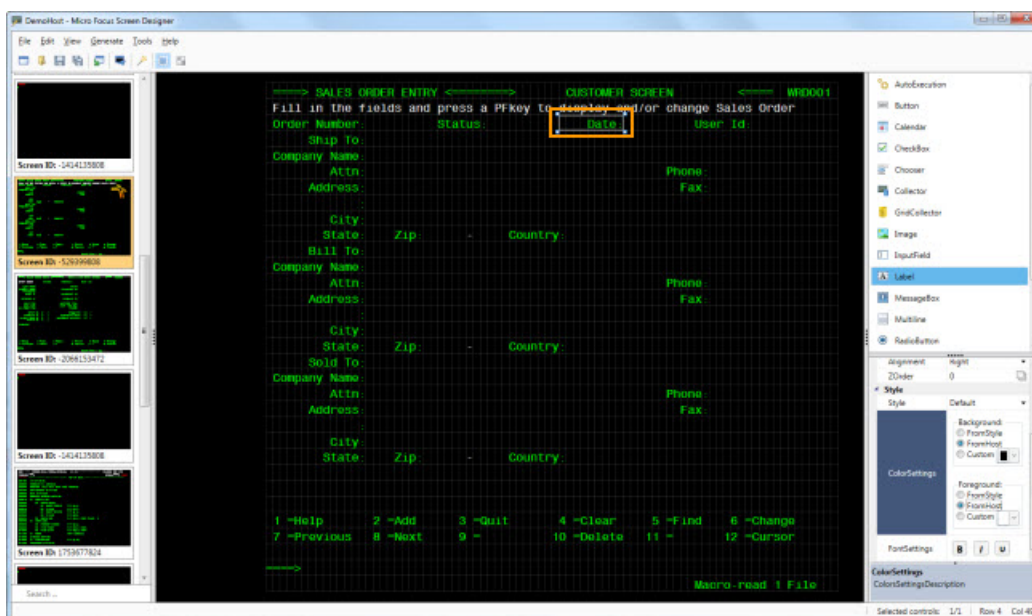 DemoHost - Micro Focus Screen Designer
File Edit View Generate Tools Help
Screen ID: -1414135808
Screen ID: -529399808
Screen ID: -2066153472
Screen ID: -1414135808
Screen ID: 1753677824
Search ...
====> SALES ORDER ENTRY <========> CUSTOMER SCREEN <==== WRD001
Fill in the fields and press a PFkey to display and/or change Sales Order
Order Number: Status: Date: User Id:
Ship To:
Company Name:
Attn: Phone:
Address: Fax:
:
City:
State: Zip: - Country:
Bill To:
Company Name:
Attn: Phone:
Address: Fax:
:
City:
State: Zip: - Country:
Sold To:
Company Name:
Attn: Phone:
Address: Fax:
:
City:
State: Zip: - Country:
1 =Help 2 =Add 3 =Quit 4 =Clear 5 =Find 6 =Change
7 =Previous 8 =Next 9 = 10 =Delete 11 = 12 =Cursor
====>
Macro-read 1 File
AutoExecution
Button
Calendar
CheckBox
Chooser
Collector
GridCollector
Image
InputField
Label
MessageBox
Multiline
RadioButton
Alignment Right
ZOrder 0
Style
Style Default
ColorSettings
Background:
FromStyle
FromHost
Custom
Foreground:
FromStyle
FromHost
Custom
FontSettings B I U
ColorSettings
ColorsSettingsDescription
Selected controls: 1/1 Row 4